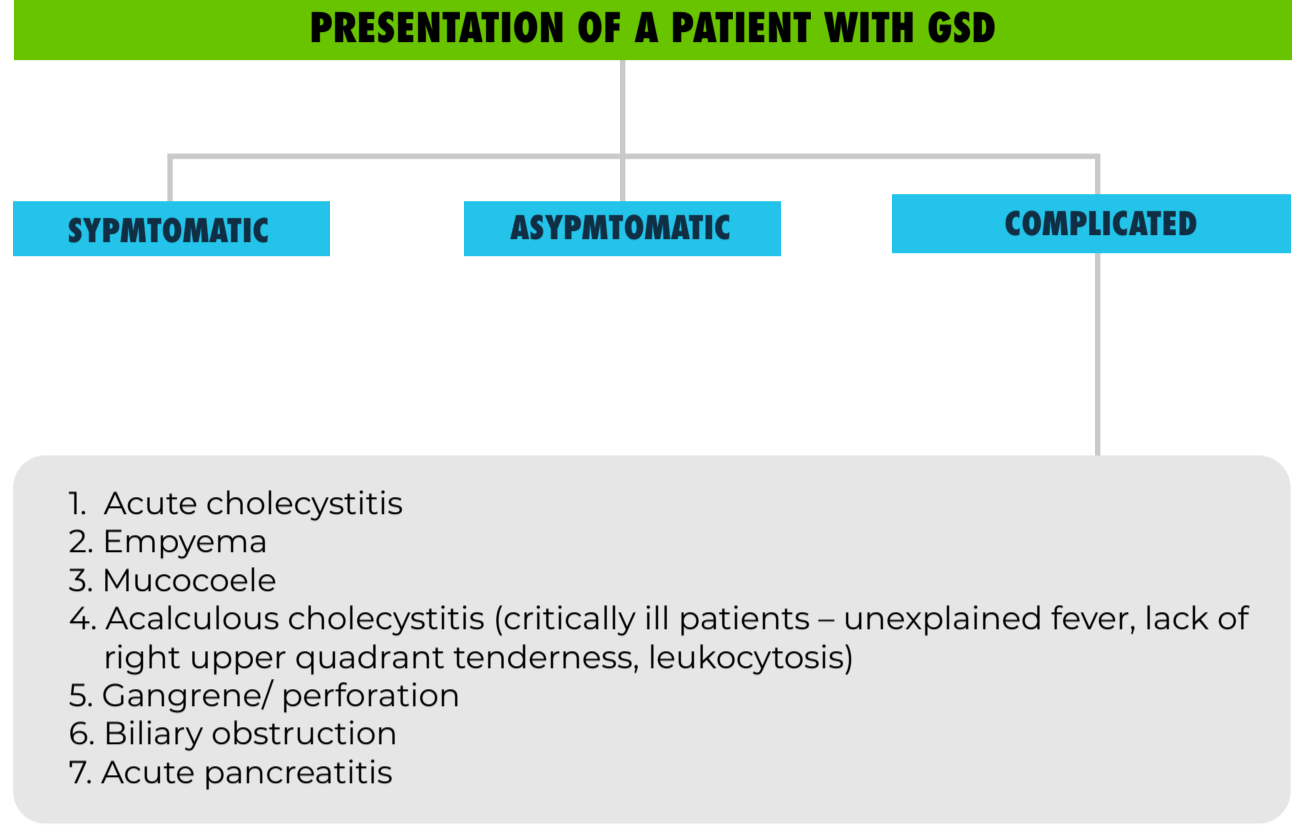 PRESENTATION OF A PATIENT WITH GSD
SYPMTOMATIC
ASYPMTOMATIC
COMPLICATED
1. Acute cholecystitis
2. Empyema
3. Mucocoele
4. Acalculous cholecystitis (critically ill patients – unexplained fever, lack of
right upper quadrant tenderness, leukocytosis)
5. Gangrene/ perforation
6. Biliary obstruction
7. Acute pancreatitis